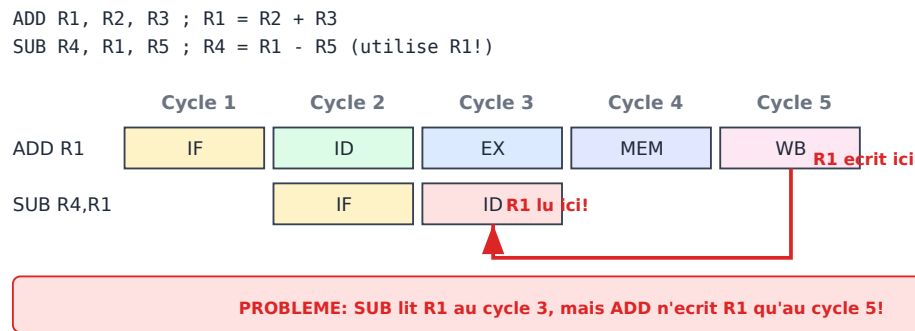 ADD R1, R2, R3 ; R1 = R2 + R3
SUB R4, R1, R5 ; R4 = R1 - R5 (utilise R1!)
Cycle 1 Cycle 2 Cycle 3 Cycle 4 Cycle 5
ADD R1 IF ID EX MEM WB
R1 ecrit ici
SUB R4,R1 IF ID R1 lu ici!
PROBLEME: SUB lit R1 au cycle 3, mais ADD n'ecrit R1 qu'au cycle 5!